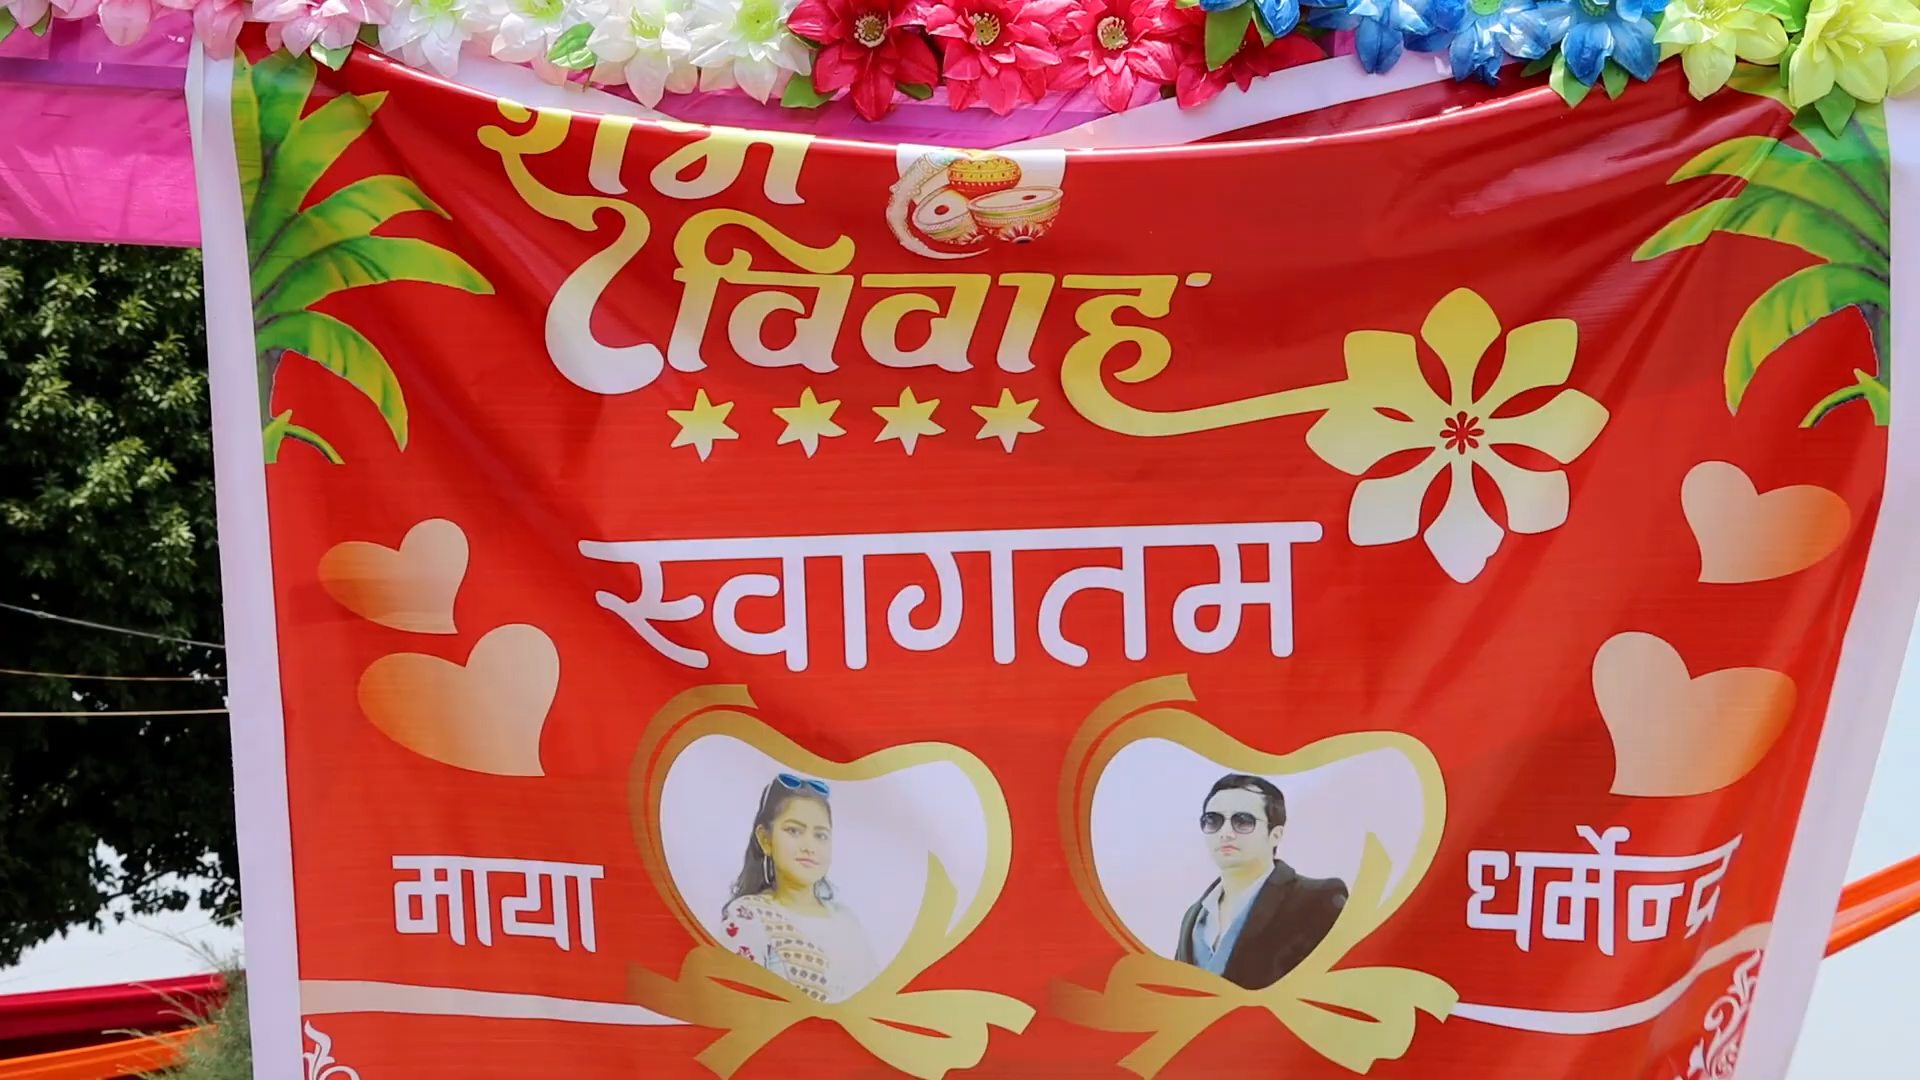 शुभ
विवाह
स्वागतम
माया
धर्मेन्द्र